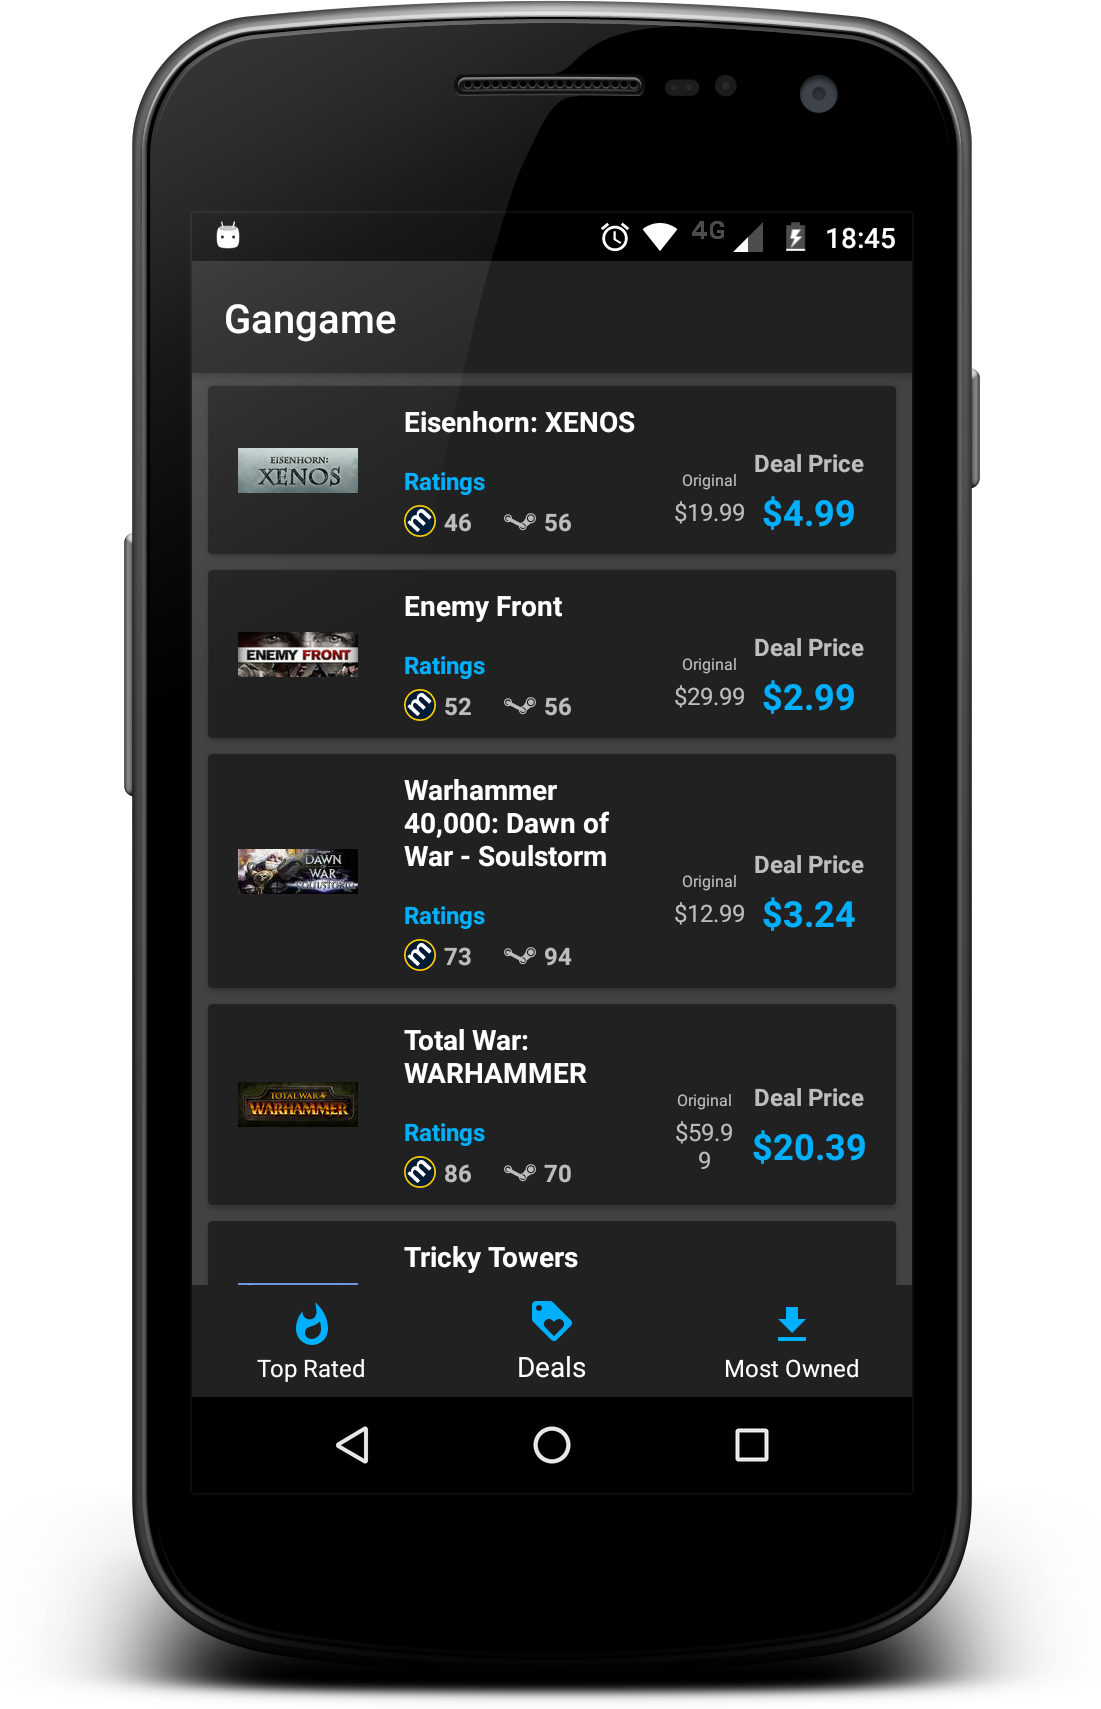 4G 18:45
Gangame
EISENHORN:
XENOS
Eisenhorn: XENOS
Ratings
46 56
Original
$19.99
Deal Price
$4.99
ENEMY FRONT
Enemy Front
Ratings
52 56
Original
$29.99
Deal Price
$2.99
DAWN
OF
WAR
SOULSTORM
Warhammer
40,000: Dawn of
War - Soulstorm
Ratings
73 94
Original
$12.99
Deal Price
$3.24
TOTAL WAR
WARHAMMER
Total War:
WARHAMMER
Ratings
86 70
Original
$59.9
9
Deal Price
$20.39
Tricky Towers
Top Rated
Deals
Most Owned